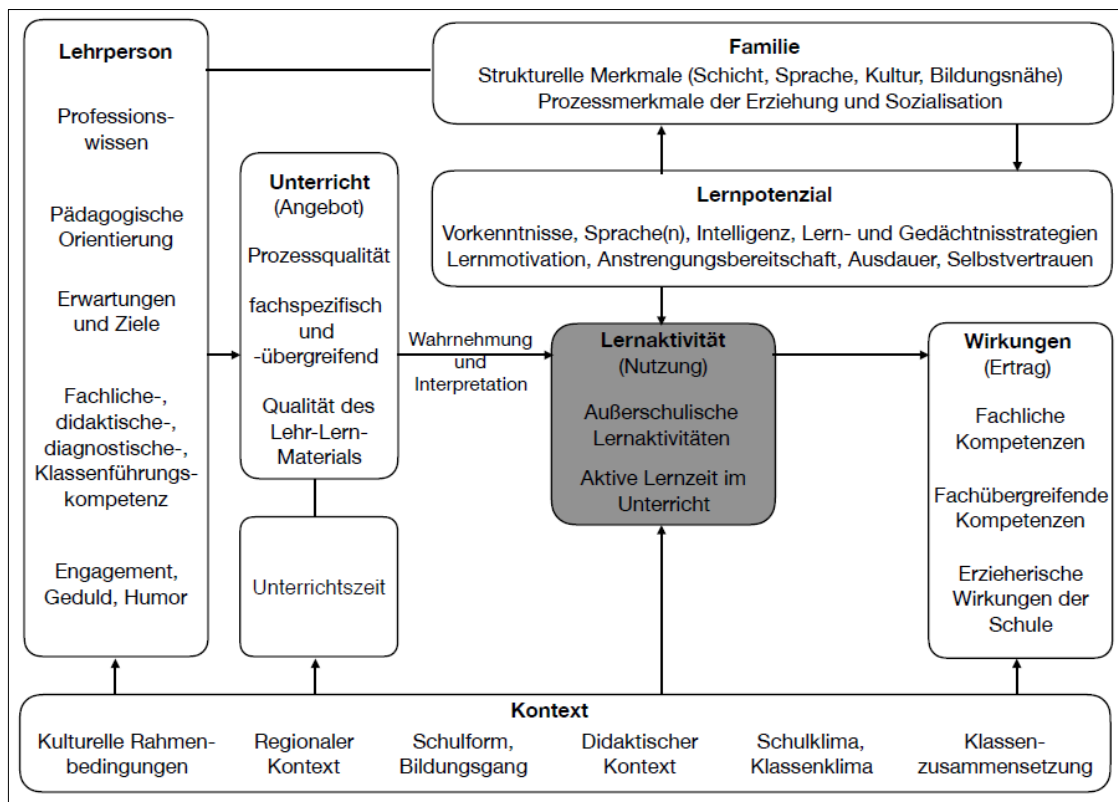 Lehrperson
Professions-
wissen
Pädagogische
Orientierung
Erwartungen
und Ziele
Fachliche-,
didaktische-,
diagnostische-,
Klassenführungs-
kompetenz
Engagement,
Geduld, Humor
Unterricht
(Angebot)
Prozessqualität
fachspezifisch
und
-übergreifend
Qualität des
Lehr-Lern-
Materials
Unterrichtszeit
Familie
Strukturelle Merkmale (Schicht, Sprache, Kultur, Bildungsnähe)
Prozessmerkmale der Erziehung und Sozialisation
Lernpotenzial
Vorkenntnisse, Sprache(n), Intelligenz, Lern- und Gedächtnisstrategien
Lernmotivation, Anstrengungsbereitschaft, Ausdauer, Selbstvertrauen
Wahrnehmung
und
Interpretation
Lernaktivität
(Nutzung)
Außerschulische
Lernaktivitäten
Aktive Lernzeit im
Unterricht
Wirkungen
(Ertrag)
Fachliche
Kompetenzen
Fachübergreifende
Kompetenzen
Erzieherische
Wirkungen der
Schule
Kontext
Kulturelle Rahmen-
bedingungen
Regionaler
Kontext
Schulform,
Bildungsgang
Didaktischer
Kontext
Schulklima,
Klassenklima
Klassen-
zusammensetzung